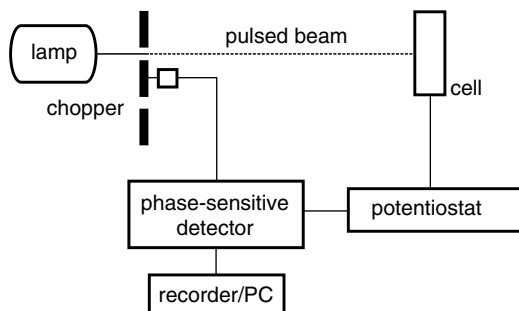 lamp
pulsed beam
chopper
cell
phase-sensitive
detector
potentiostat
recorder/PC